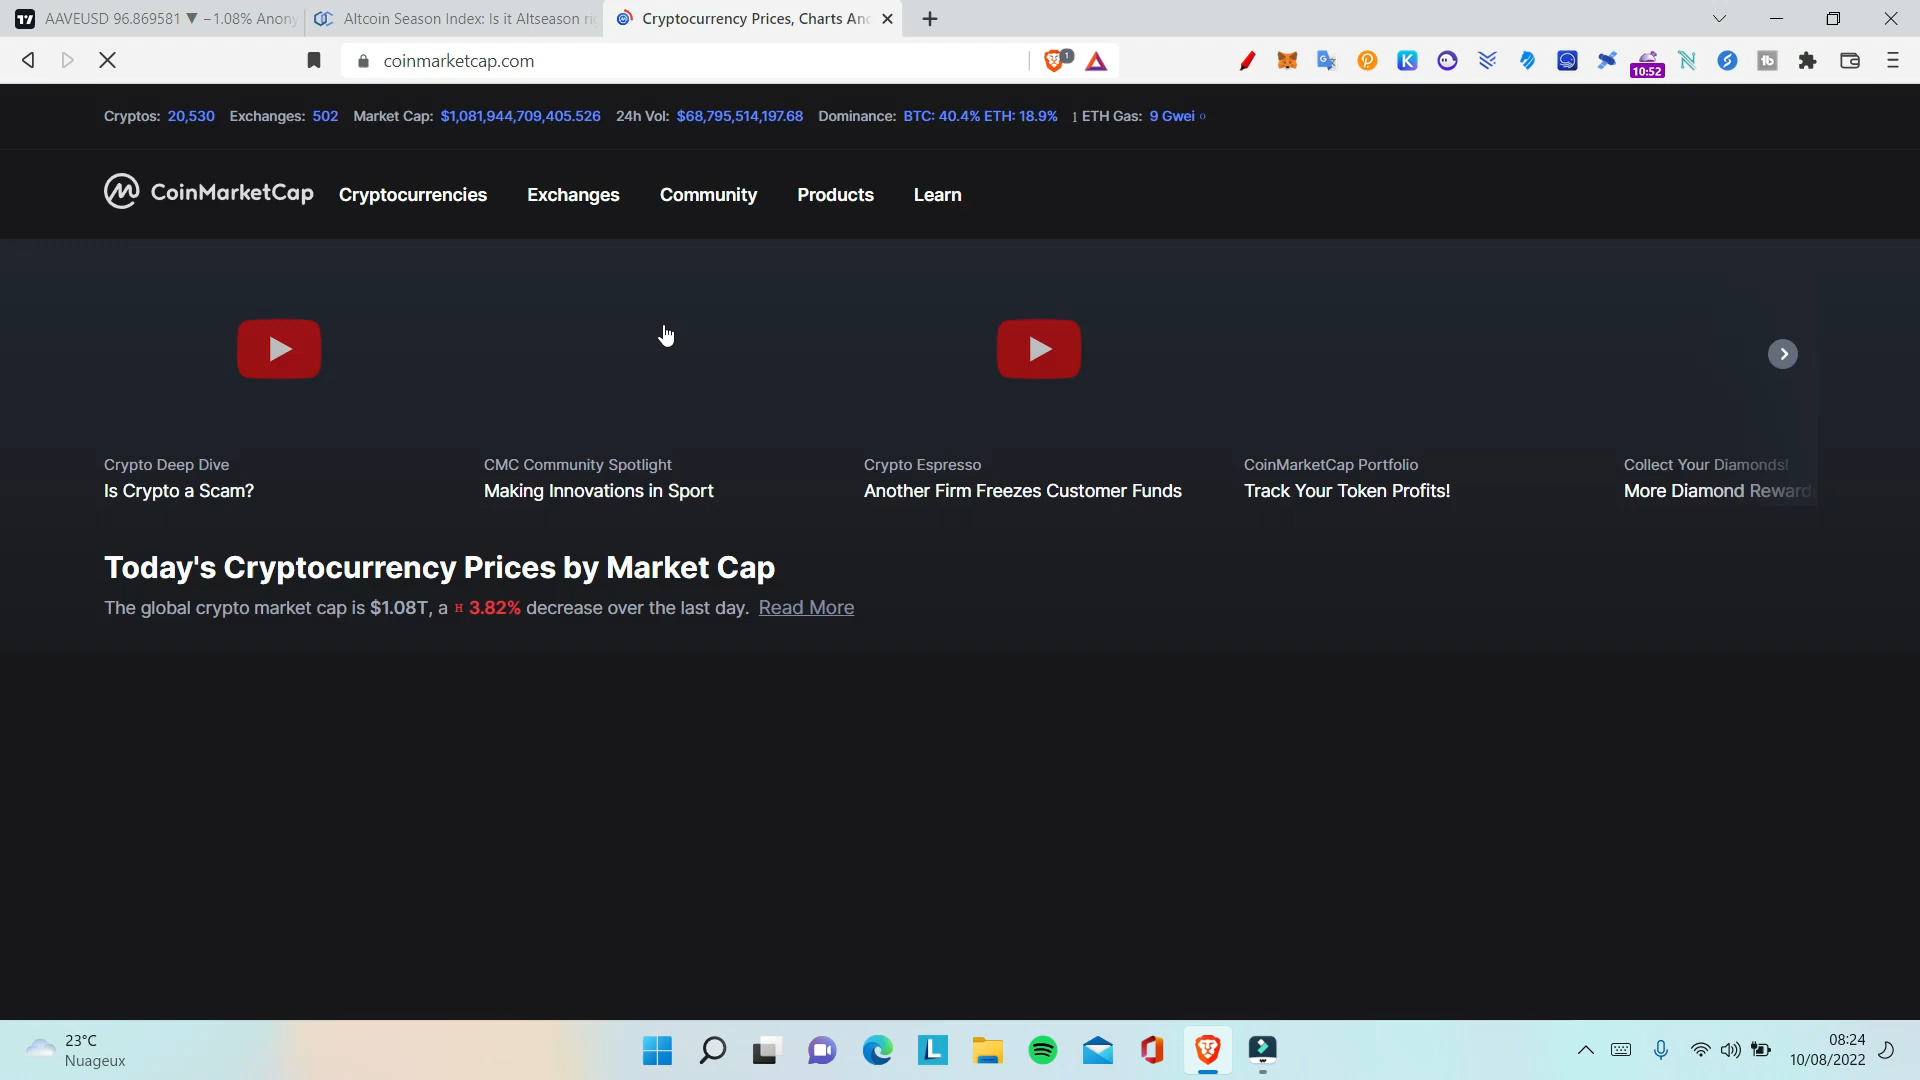 AAVEUSD 96.869581 ▼ −1.08% Anony
Altcoin Season Index: Is it Altseason ri
Cryptocurrency Prices, Charts And
coinmarketcap.com
1
10:52
Cryptos: 20,530 Exchanges: 502 Market Cap: $1,081,944,709,405.526 24h Vol: $68,795,514,197.68 Dominance: BTC: 40.4% ETH: 18.9% ETH Gas: 9 Gwei
CoinMarketCap Cryptocurrencies Exchanges Community Products Learn
Crypto Deep Dive
Is Crypto a Scam?
CMC Community Spotlight
Making Innovations in Sport
Crypto Espresso
Another Firm Freezes Customer Funds
CoinMarketCap Portfolio
Track Your Token Profits!
Collect Your Diamonds!
More Diamond Reward
Today's Cryptocurrency Prices by Market Cap
The global crypto market cap is $1.08T, a 3.82% decrease over the last day. Read More
23°C
Nuageux
08:24
10/08/2022